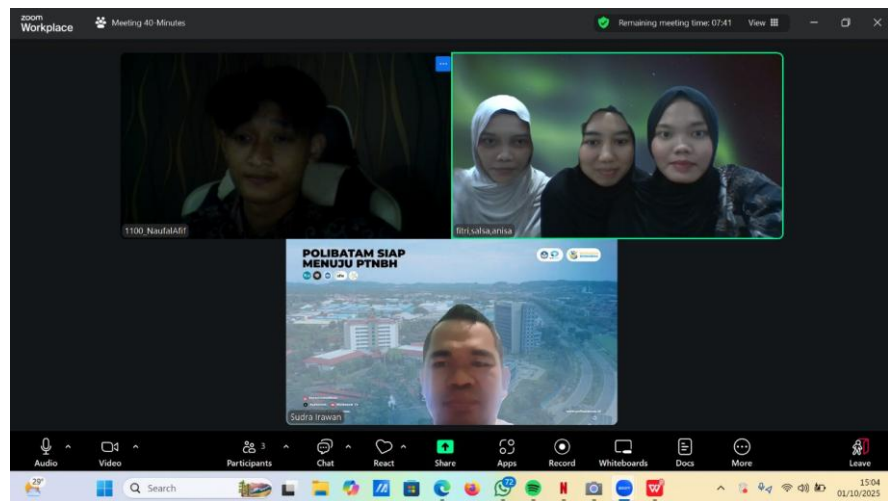 zoom
Workplace
Meeting 40-Minutes
Remaining meeting time: 07:41
View
1100_NaufalAfif
fitri,salsa,anisa
POLIBATAM SIAP
MENUJU PTNBH
Sudra Irawan
Audio
Video
Participants
3
Chat
React
Share
Apps
Record
Whiteboards
Docs
More
Leave
29°
Search
72
15:04
01/10/2025